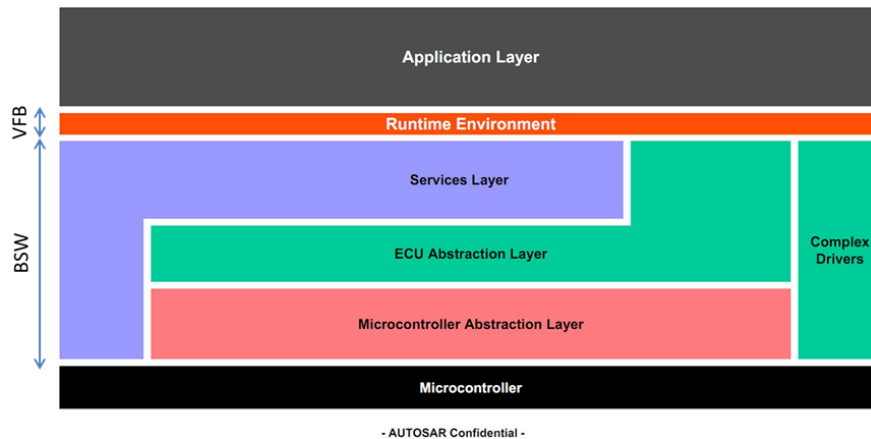 Application Layer
VFB
Runtime Environment
BSW
Services Layer
ECU Abstraction Layer
Complex
Drivers
Microcontroller Abstraction Layer
Microcontroller
- AUTOSAR Confidential -